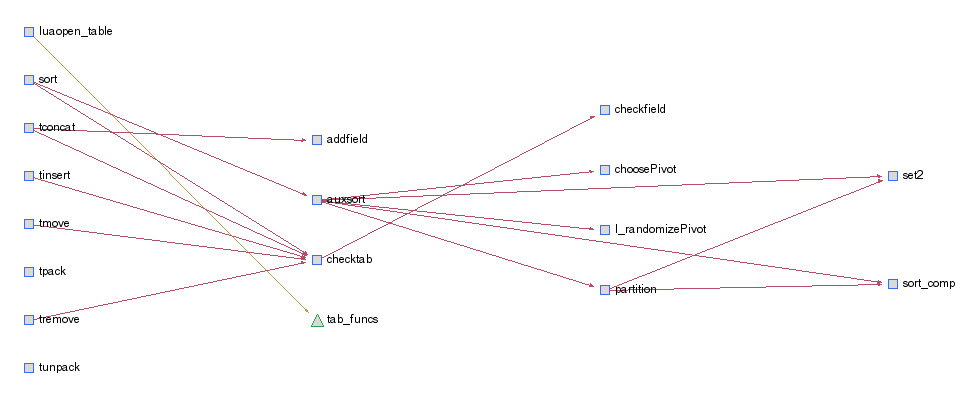 luaopen_table
sort
tconcat
tinsert
tmove
tpack
tremove
tunpack
addfield
auxsort
checktab
tab_funcs
checkfield
choosePivot
l_randomizePivot
partition
set2
sort_comp